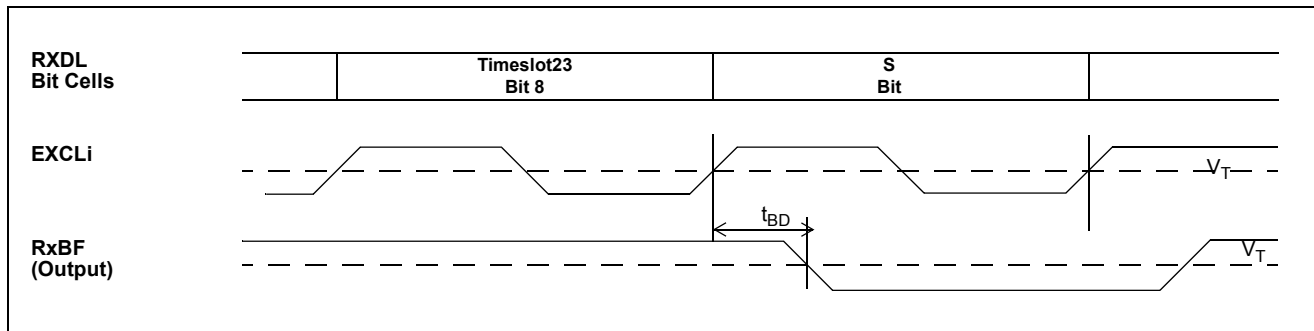 RXDL
Bit Cells
Timeslot23
Bit 8
S
Bit
EXCLi
VT
tBD
RxBF
(Output)
VT